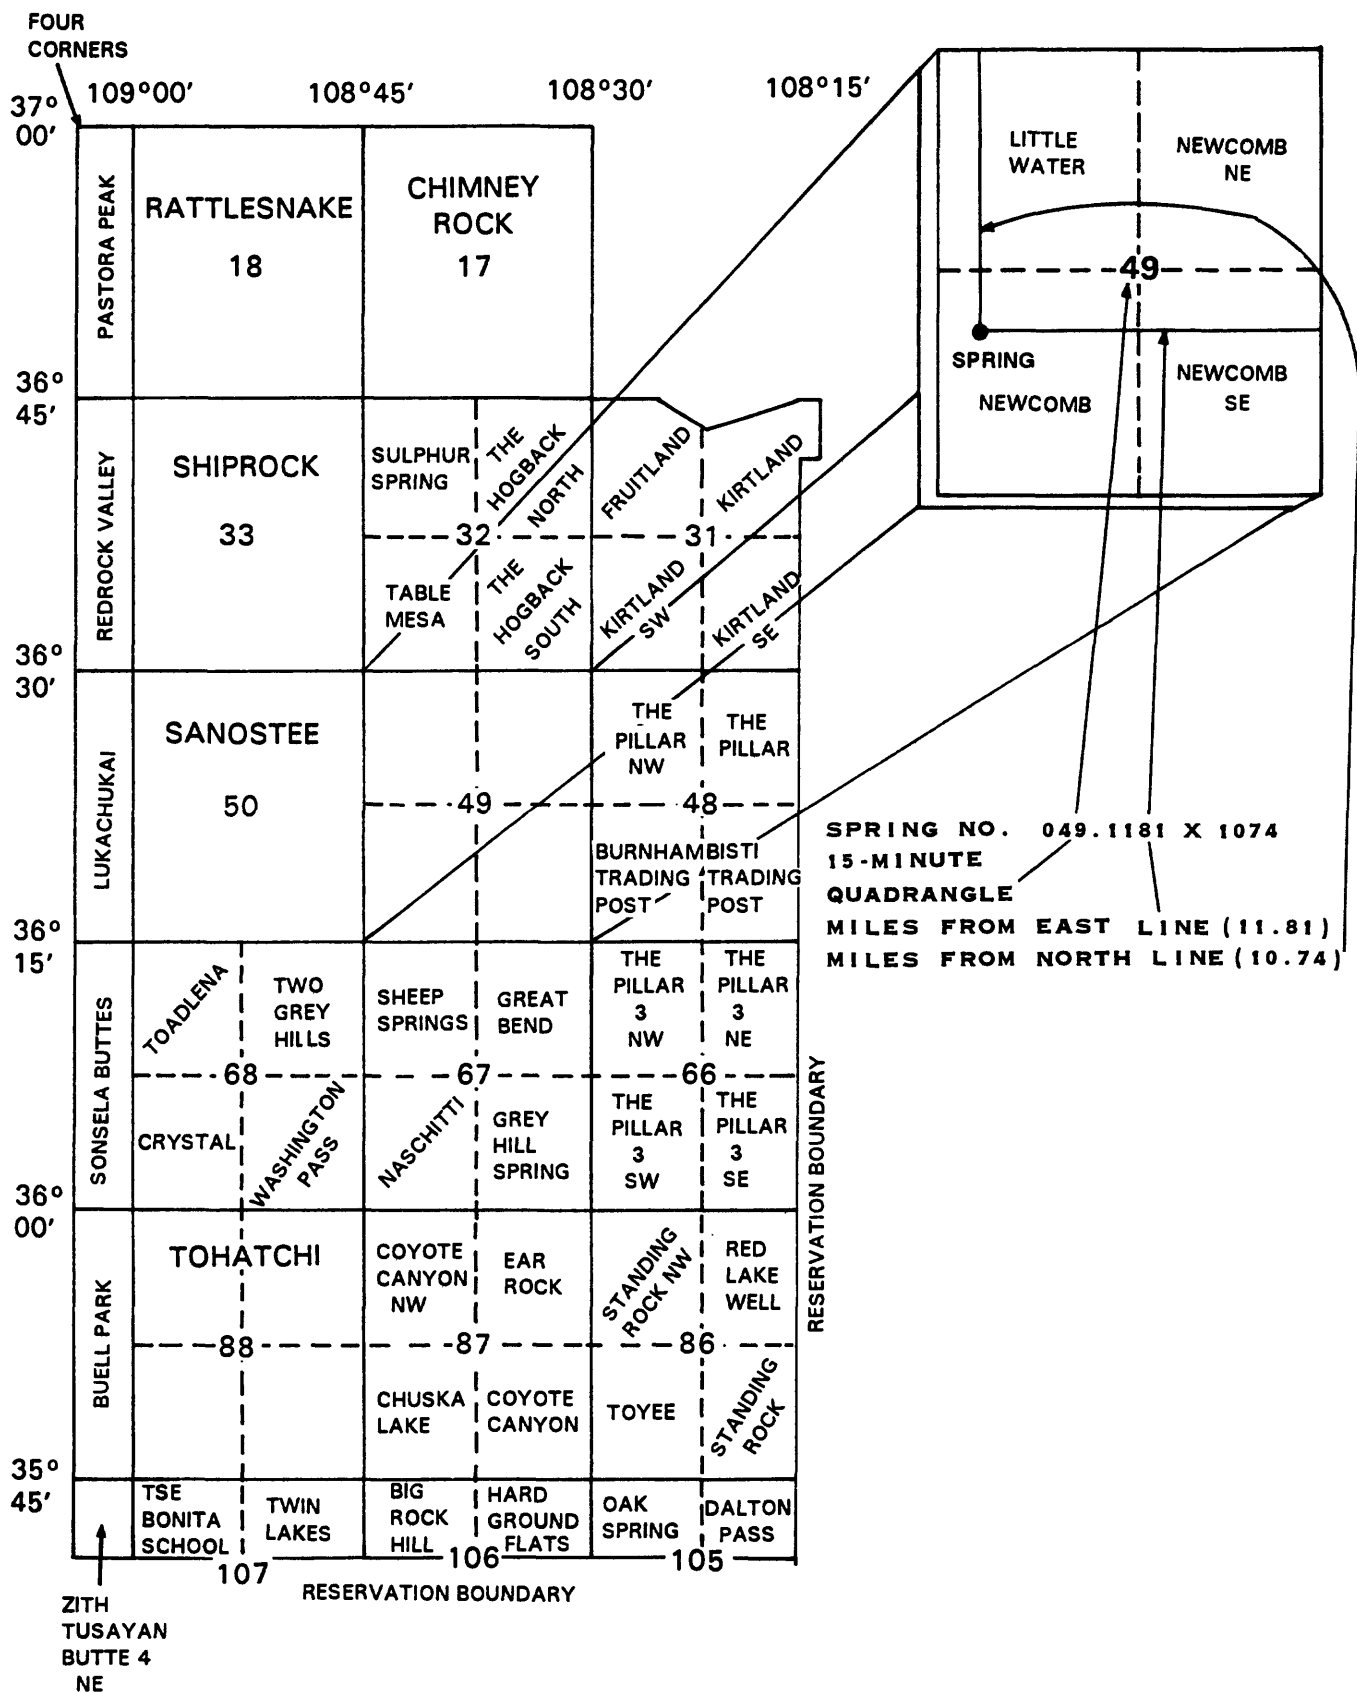 FOUR
CORNERS
109°00' 108°45' 108°30' 108°15'
37°
00'
PASTORA PEAK
RATTLESNAKE
18
CHIMNEY
ROCK
17
36°
45'
REDROCK VALLEY
SHIPROCK
33
SULPHUR
SPRING
THE
HOGBACK
NORTH
32
TABLE
MESA
THE
HOGBACK
SOUTH
FRUITLAND
KIRTLAND
31
KIRTLAND
SW
KIRTLAND
SE
36°
30'
LUKACHUKAI
SANOSTEE
50
49
THE
PILLAR
NW
THE
PILLAR
48
BURNHAM
TRADING
POST
BISTI
TRADING
POST
36°
15'
SONSELA BUTTES
TOADLENA
TWO
GREY
HILLS
68
CRYSTAL
WASHINGTON
PASS
SHEEP
SPRINGS
GREAT
BEND
67
NASCHITTI
GREY
HILL
SPRING
THE
PILLAR
3
NW
THE
PILLAR
3
NE
66
THE
PILLAR
3
SW
THE
PILLAR
3
SE
RESERVATION BOUNDARY
36°
00'
BUELL PARK
TOHATCHI
88
COYOTE
CANYON
NW
EAR
ROCK
87
CHUSKA
LAKE
COYOTE
CANYON
STANDING
ROCK NW
RED
LAKE
WELL
86
TOYEE
STANDING
ROCK
35°
45'
TSE
BONITA
SCHOOL
TWIN
LAKES
107
BIG
ROCK
HILL
HARD
GROUND
FLATS
106
OAK
SPRING
DALTON
PASS
105
RESERVATION BOUNDARY
ZITH
TUSAYAN
BUTTE 4
NE
LITTLE
WATER
NEWCOMB
NE
49
SPRING
NEWCOMB
NEWCOMB
SE
SPRING NO. 049.1181 X 1074
15-MINUTE
QUADRANGLE
MILES FROM EAST LINE (11.81)
MILES FROM NORTH LINE (10.74)